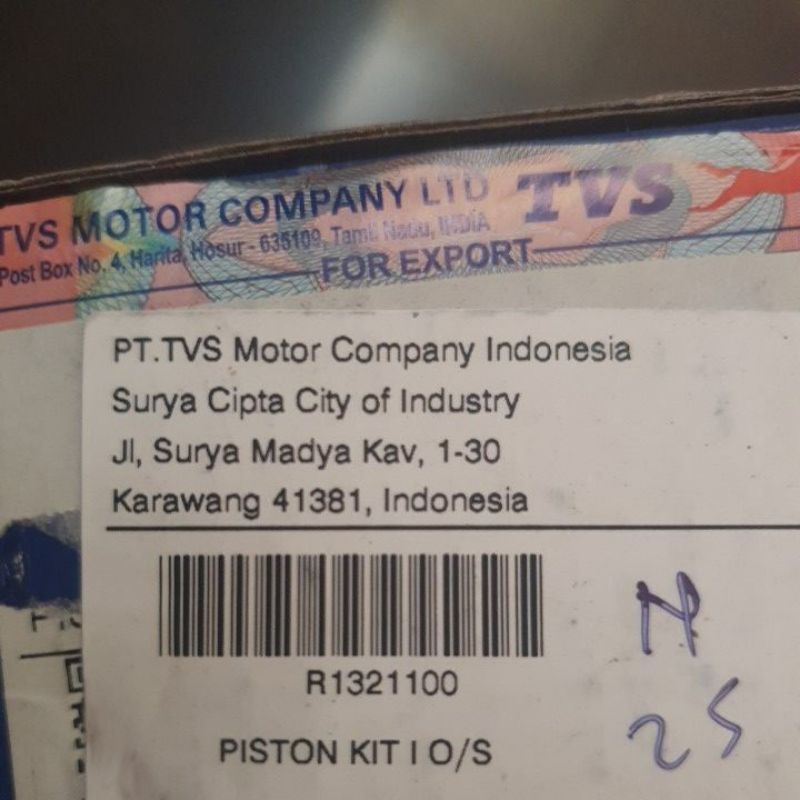 TVS MOTOR COMPANY LTD TVS
Post Box No. 4, Harita, Hosur - 635109, Tamil Nadu, INDIA
FOR EXPORT
PT.TVS Motor Company Indonesia
Surya Cipta City of Industry
Jl, Surya Madya Kav, 1-30
Karawang 41381, Indonesia
R1321100
PISTON KIT I O/S
25